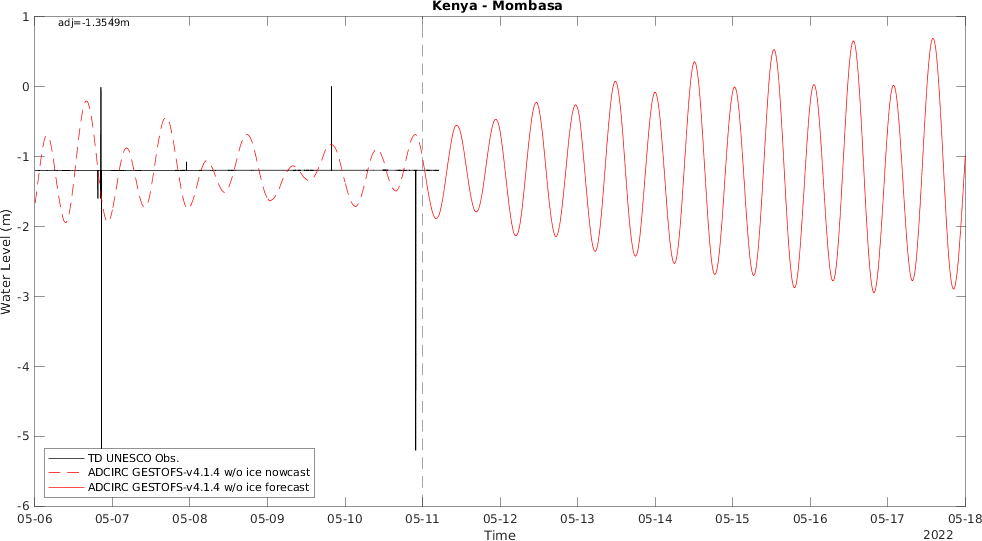 Kenya - Mombasa
adj=-1.3549m
1
0
-1
-2
-3
-4
-5
-6
Water Level (m)
TD UNESCO Obs.
ADCIRC GESTOFS-v4.1.4 w/o ice nowcast
ADCIRC GESTOFS-v4.1.4 w/o ice forecast
05-06 05-07 05-08 05-09 05-10 05-11 05-12 05-13 05-14 05-15 05-16 05-17 05-18
Time
2022